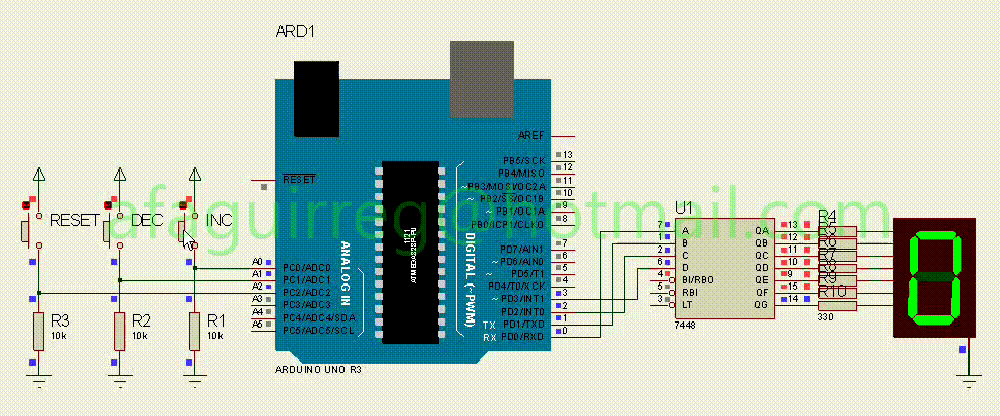 ARD1
AREF
RESET
PB5/SCK 13
PB4/MISO 12
~PB3/MOSI/OC2A 11
~PB2/SS/OC1B 10
~PB1/OC1A 9
PB0/ICP1/CLKO 8
PD7/AIN1 7
~PD6/AIN0 6
~PD5/T1 5
PD4/T0/XCK 4
~PD3/INT1 3
PD2/INT0 2
TX PD1/TXD 1
RX PD0/RXD 0
ANALOG IN
DIGITAL (~PWM)
1121
ATMEGA328P-PU
A0 PC0/ADC0
A1 PC1/ADC1
A2 PC2/ADC2
A3 PC3/ADC3
A4 PC4/ADC4/SDA
A5 PC5/ADC5/SCL
ARDUINO UNO R3
RESET
DEC
INC
R3
10k
R2
10k
R1
10k
U1
7 A QA 13
1 B QB 12
2 C QC 11
6 D QD 10
4 BI/RBO QE 9
5 RBI QF 15
3 LT QG 14
7448
R4
R5
R6
R7
R8
R9
R10
330
afaguirreg@hotmail.com